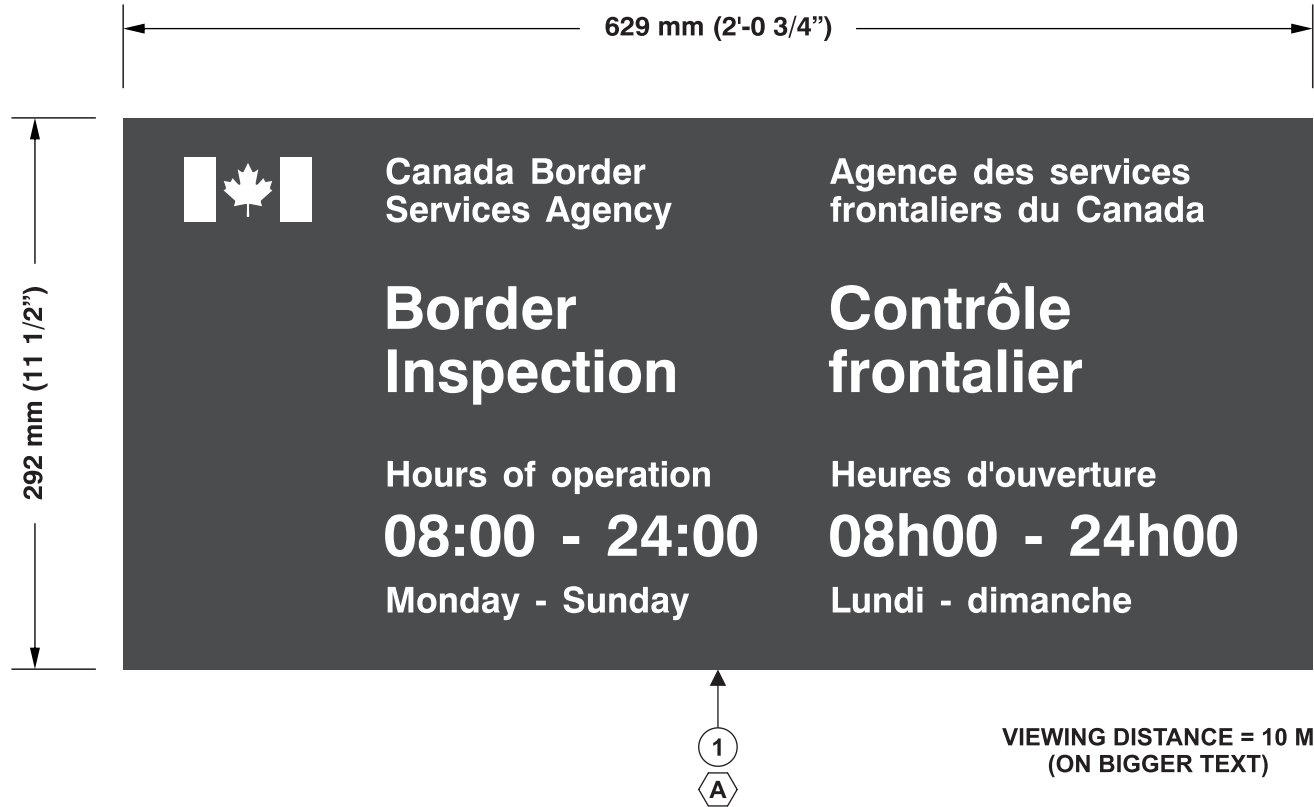 629 mm (2'-0 3/4”)
292 mm (11 1/2”)
Canada Border
Services Agency
Agence des services
frontaliers du Canada
Border
Inspection
Contrôle
frontalier
Hours of operation
08:00 - 24:00
Monday - Sunday
Heures d'ouverture
08h00 - 24h00
Lundi - dimanche
1
A
VIEWING DISTANCE = 10 M
(ON BIGGER TEXT)